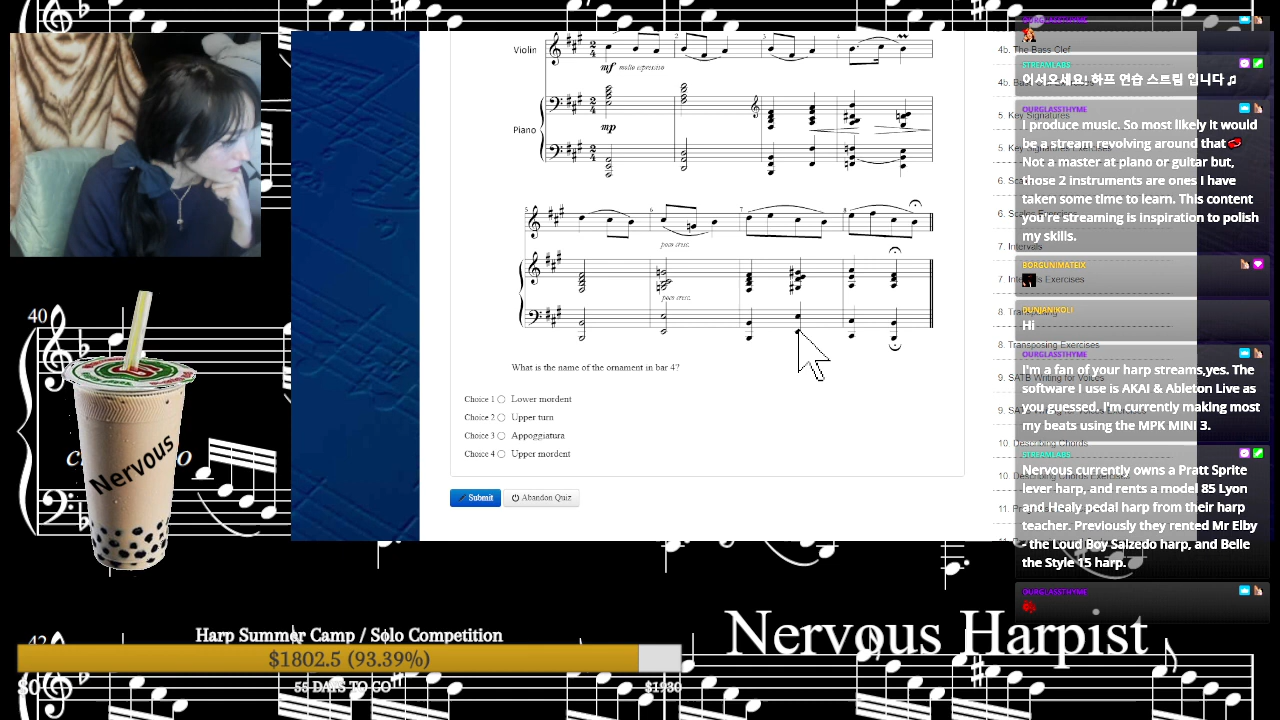 Violin
mf molto espressivo
mp
Piano
poco cresc.
poco cresc.
What is the name of the ornament in bar 4?
Choice 1 Lower mordent
Choice 2 Upper turn
Choice 3 Appoggiatura
Choice 4 Upper mordent
Submit
Abandon Quiz
4b. The Bass Clef
5. Key Signatures
7. Intervals
8. Transposing Exercises
10. Describing Chords
OURGLASSTHYME
STREAMLABS
어서오세요! 하프 연습 스트림 입니다 ♫
OURGLASSTHYME
I produce music. So most likely it would
be a stream revolving around that
Not a master at piano or guitar but,
those 2 instruments are ones I have
taken some time to learn. This content
you're streaming is inspiration to polish
my skills.
BORGUNIMATEIX
Hi
OURGLASSTHYME
I'm a fan of your harp streams,yes. The
software I use is AKAI & Ableton Live as
you guessed. I'm currently making most
my beats using the MPK MINI 3.
STREAMLABS
Nervous currently owns a Pratt Sprite
lever harp, and rents a model 85 Lyon
and Healy pedal harp from their harp
teacher. Previously they rented Mr Elby
- the Loud Boy Salzedo harp, and Belle
the Style 15 harp.
OURGLASSTHYME
40
Nervous
42
Harp Summer Camp / Solo Competition
$1802.5 (93.39%)
$0
55 DAYS TO GO
$1930
Nervous Harpist